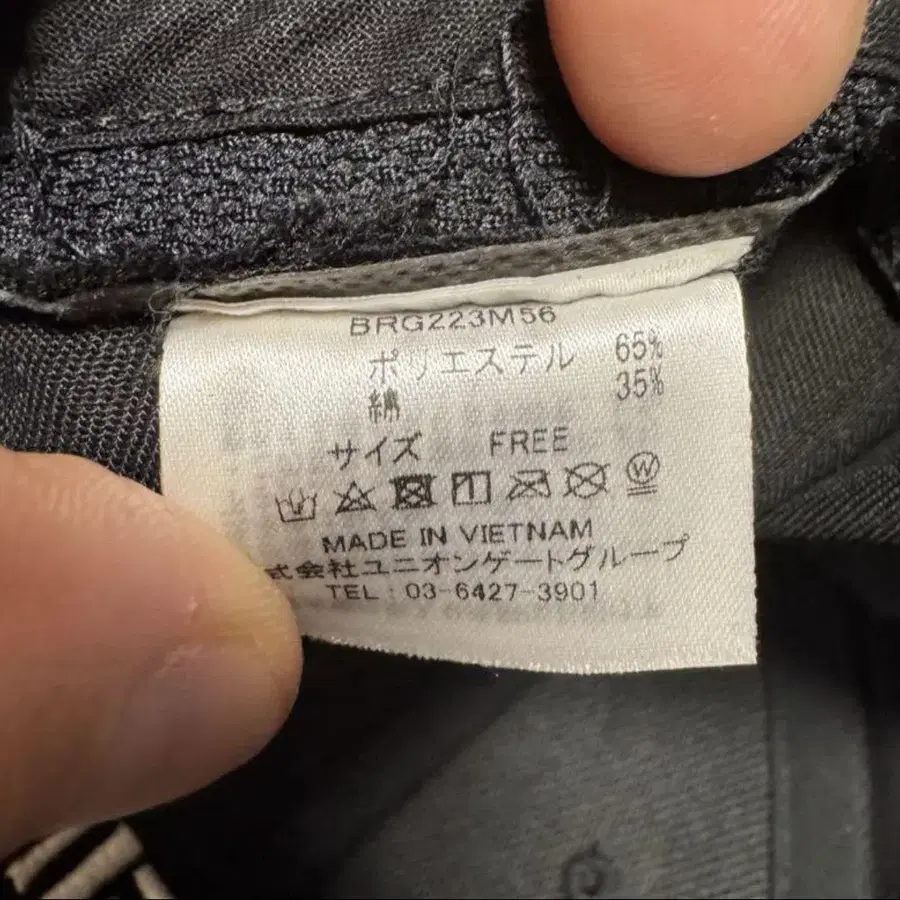 BRG223M56
ポリエステル 65%
綿 35%
サイズ FREE
MADE IN VIETNAM
式会社ユニオンゲートグループ
TEL : 03-6427-3901